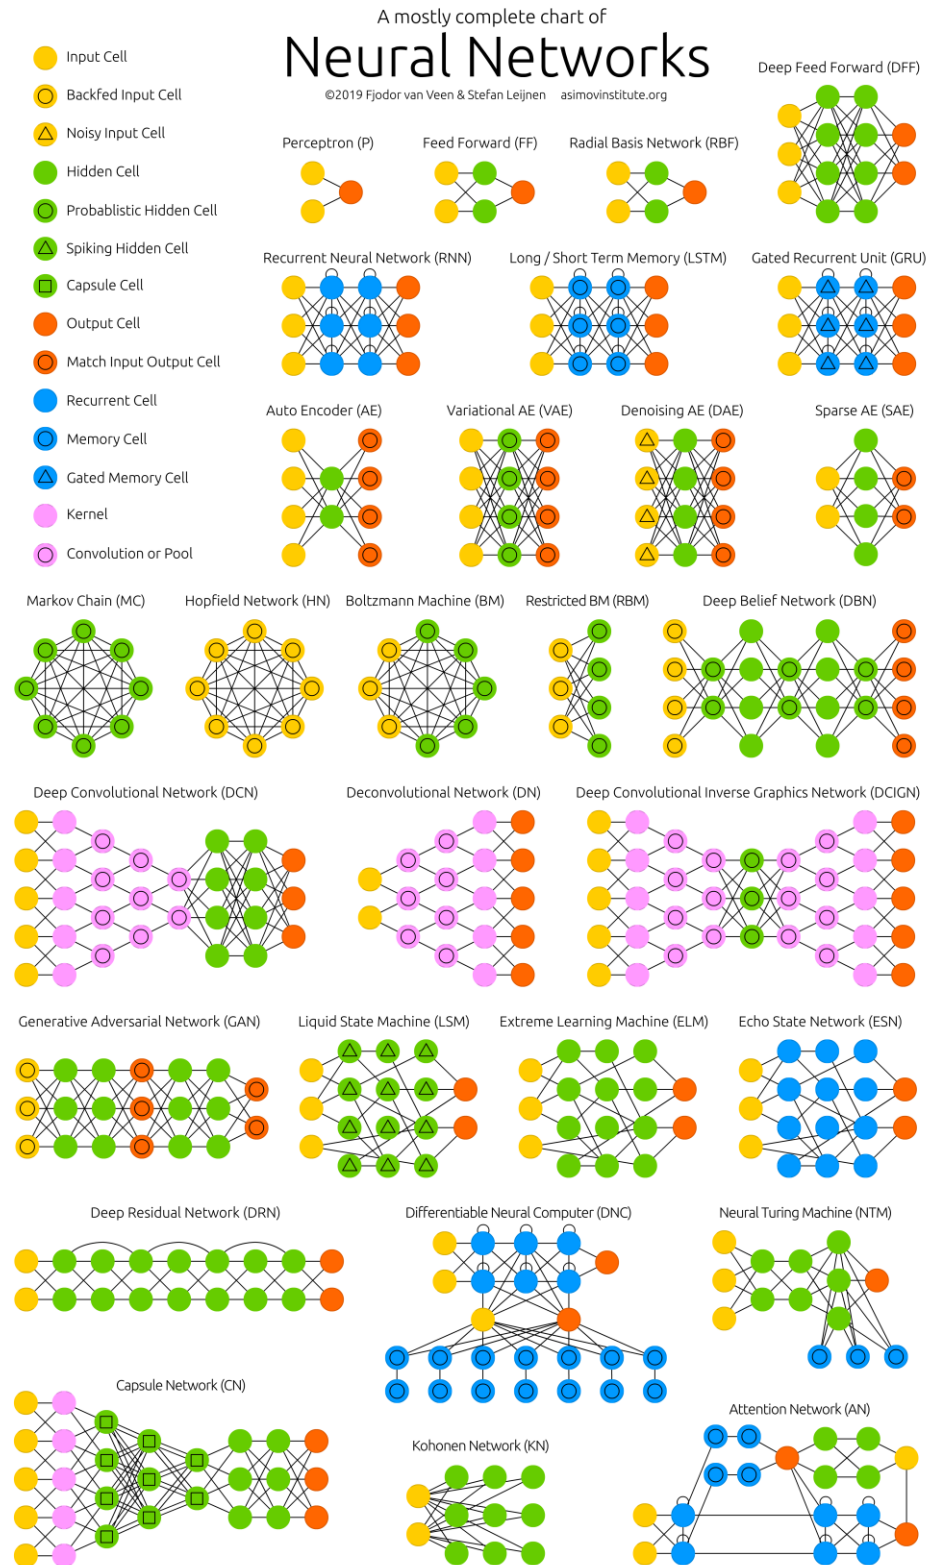 A mostly complete chart of
Neural Networks
©2019 Fjodor van Veen & Stefan Leijnen asimovinstitute.org
Input Cell
Backfed Input Cell
Noisy Input Cell
Hidden Cell
Probablistic Hidden Cell
Spiking Hidden Cell
Capsule Cell
Output Cell
Match Input Output Cell
Recurrent Cell
Memory Cell
Gated Memory Cell
Kernel
Convolution or Pool
Deep Feed Forward (DFF)
Perceptron (P)
Feed Forward (FF)
Radial Basis Network (RBF)
Recurrent Neural Network (RNN)
Long / Short Term Memory (LSTM)
Gated Recurrent Unit (GRU)
Auto Encoder (AE)
Variational AE (VAE)
Denoising AE (DAE)
Sparse AE (SAE)
Markov Chain (MC)
Hopfield Network (HN)
Boltzmann Machine (BM)
Restricted BM (RBM)
Deep Belief Network (DBN)
Deep Convolutional Network (DCN)
Deconvolutional Network (DN)
Deep Convolutional Inverse Graphics Network (DCIGN)
Generative Adversarial Network (GAN)
Liquid State Machine (LSM)
Extreme Learning Machine (ELM)
Echo State Network (ESN)
Deep Residual Network (DRN)
Differentiable Neural Computer (DNC)
Neural Turing Machine (NTM)
Capsule Network (CN)
Kohonen Network (KN)
Attention Network (AN)